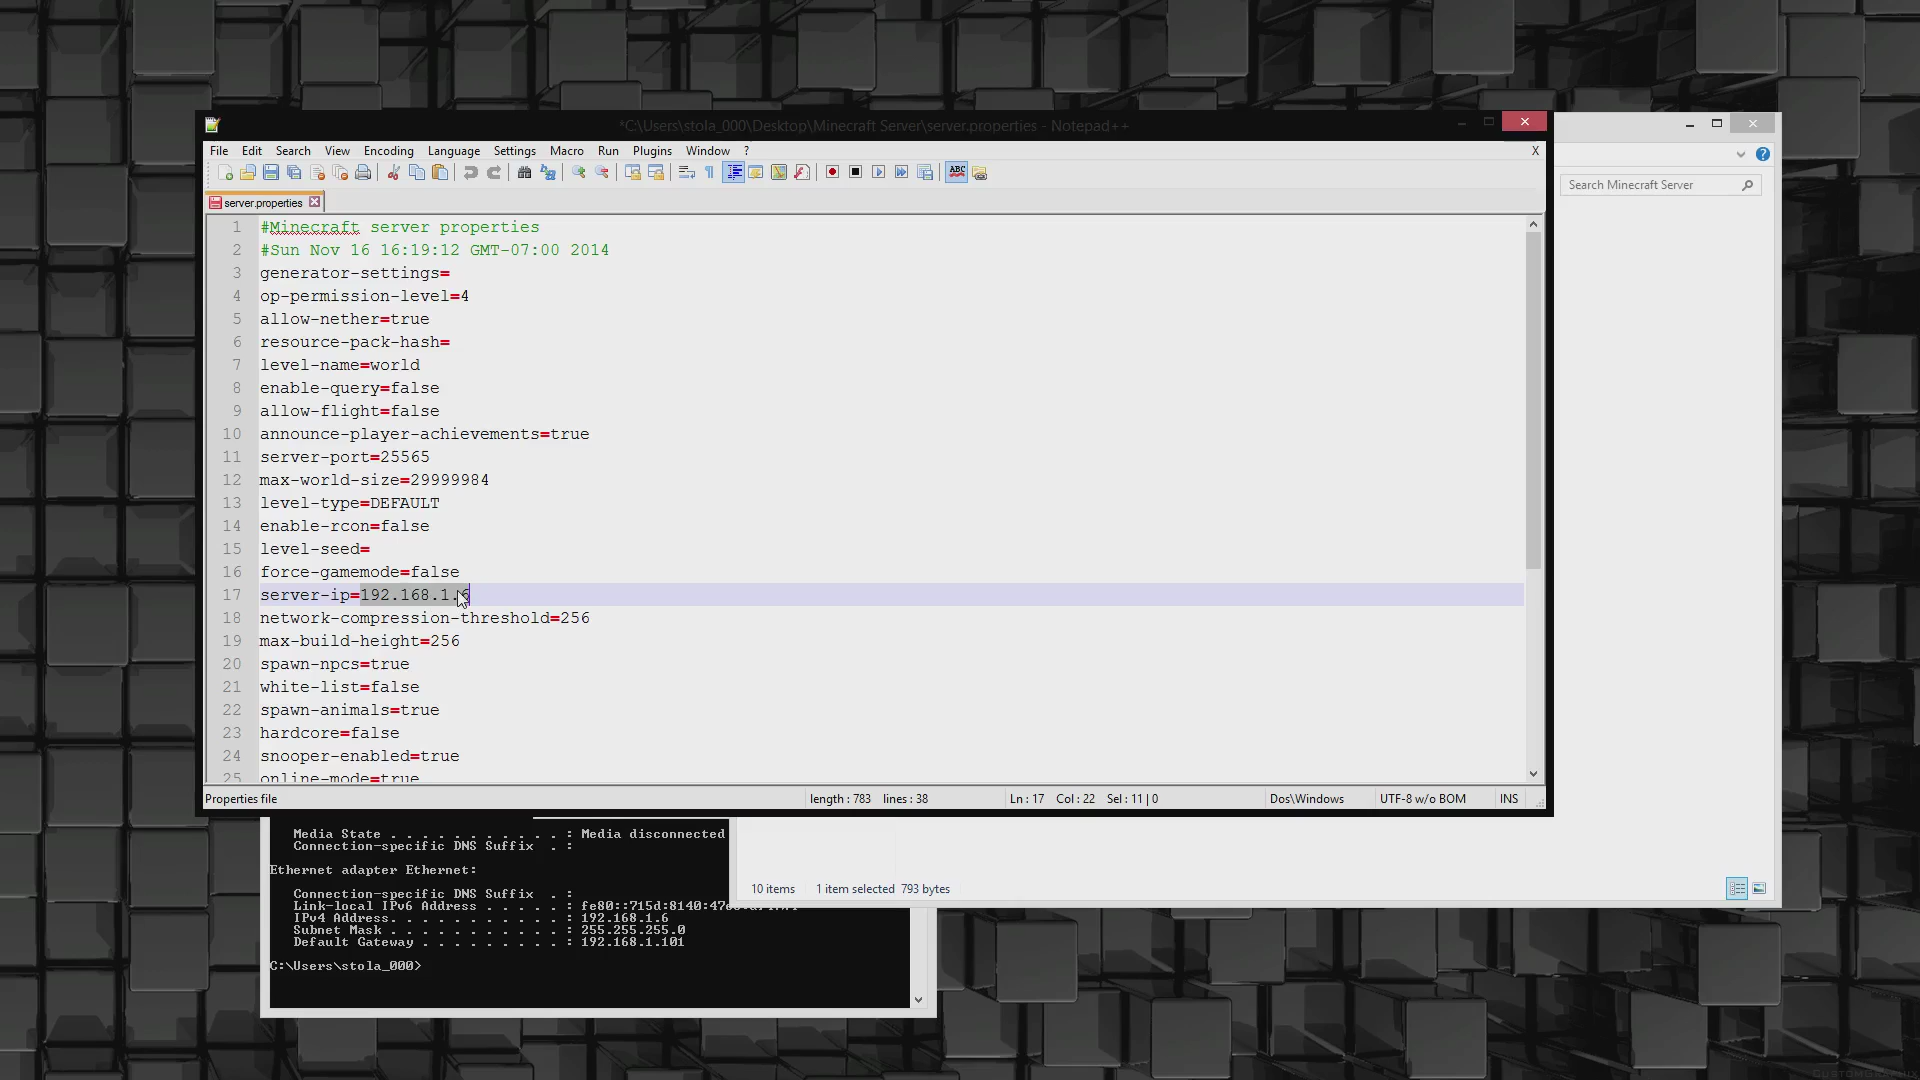 *C:\Users\stola_000\Desktop\Minecraft Server\server.properties - Notepad++
File Edit Search View Encoding Language Settings Macro Run Plugins Window ? X
Search Minecraft Server
server.properties
1 #Minecraft server properties
2 #Sun Nov 16 16:19:12 GMT-07:00 2014
3 generator-settings=
4 op-permission-level=4
5 allow-nether=true
6 resource-pack-hash=
7 level-name=world
8 enable-query=false
9 allow-flight=false
10 announce-player-achievements=true
11 server-port=25565
12 max-world-size=29999984
13 level-type=DEFAULT
14 enable-rcon=false
15 level-seed=
16 force-gamemode=false
17 server-ip=192.168.1.6
18 network-compression-threshold=256
19 max-build-height=256
20 spawn-npcs=true
21 white-list=false
22 spawn-animals=true
23 hardcore=false
24 snooper-enabled=true
25 online-mode=true
Properties file length : 783 lines : 38 Ln : 17 Col : 22 Sel : 11 | 0 Dos\Windows UTF-8 w/o BOM INS
Media State . . . . . . . . . . . : Media disconnected
Connection-specific DNS Suffix . :
Ethernet adapter Ethernet:
Connection-specific DNS Suffix . :
Link-local IPv6 Address . . . . . : fe80::715d:8140:47
IPv4 Address. . . . . . . . . . . : 192.168.1.6
Subnet Mask . . . . . . . . . . . : 255.255.255.0
Default Gateway . . . . . . . . . : 192.168.1.101
C:\Users\stola_000>
10 items 1 item selected 793 bytes